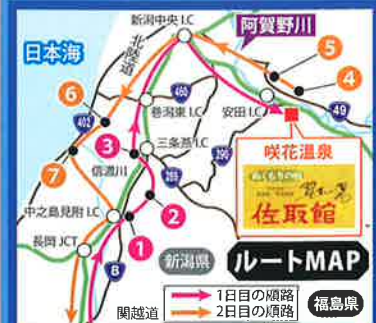 新潟中央I.C
阿賀野川
日本海
北陸道
5
4
6
460
49
402
巻潟東I.C
安田I.C
3
三条燕I.C
290
咲花温泉
信濃川
7
289
佐取館
2
中之島見附I.C
1
長岡JCT
8
新潟県
ルートMAP
関越道
1日目の順路
2日目の順路
福島県